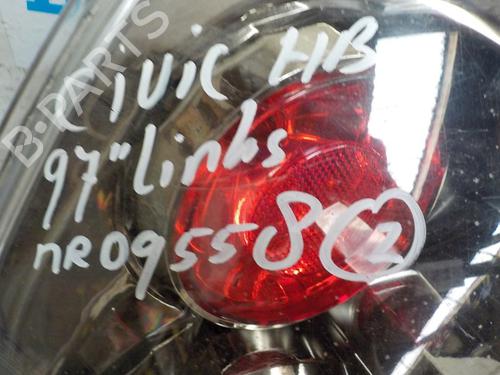 CIVIC HB
97" links
nR09558 2
B-PARTS